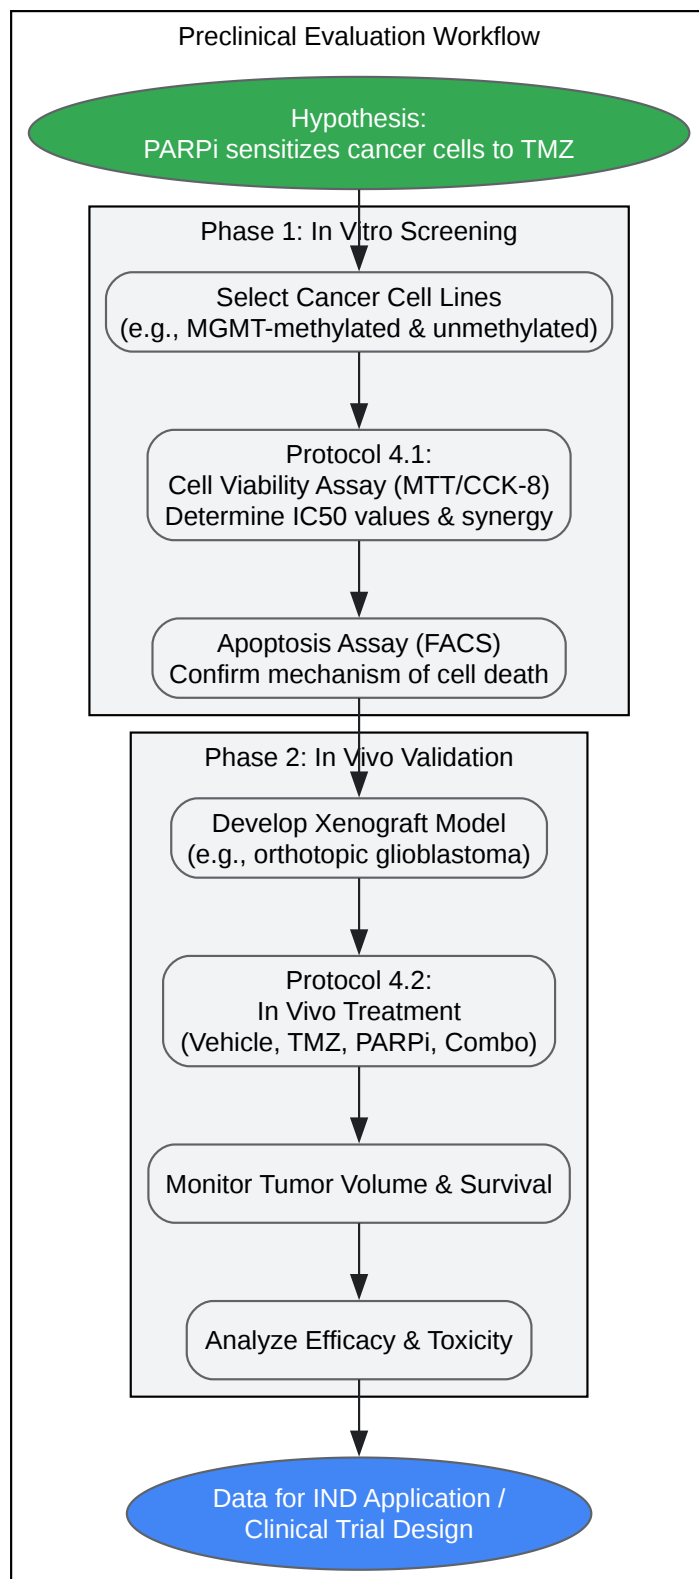 Preclinical Evaluation Workflow
Hypothesis:
PARPi sensitizes cancer cells to TMZ
Phase 1: In Vitro Screening
Select Cancer Cell Lines
(e.g., MGMT-methylated & unmethylated)
Protocol 4.1:
Cell Viability Assay (MTT/CCK-8)
Determine IC50 values & synergy
Apoptosis Assay (FACS)
Confirm mechanism of cell death
Phase 2: In Vivo Validation
Develop Xenograft Model
(e.g., orthotopic glioblastoma)
Protocol 4.2:
In Vivo Treatment
(Vehicle, TMZ, PARPi, Combo)
Monitor Tumor Volume & Survival
Analyze Efficacy & Toxicity
Data for IND Application /
Clinical Trial Design